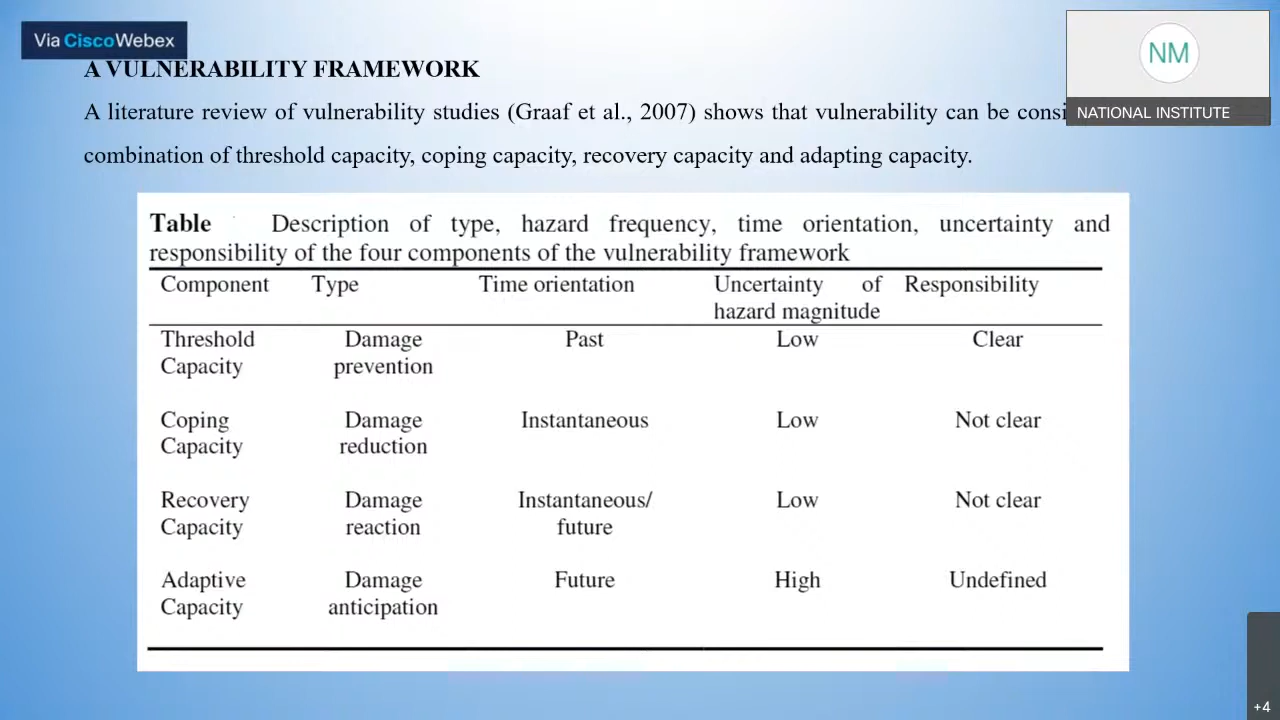 Via CiscoWebex
NM
NATIONAL INSTITUTE
A VULNERABILITY FRAMEWORK
A literature review of vulnerability studies (Graaf et al., 2007) shows that vulnerability can be
combination of threshold capacity, coping capacity, recovery capacity and adapting capacity.
Table Description of type, hazard frequency, time orientation, uncertainty and
responsibility of the four components of the vulnerability framework
Component Type Time orientation Uncertainty of Responsibility
hazard magnitude
Threshold Damage Past Low Clear
Capacity prevention
Coping Damage Instantaneous Low Not clear
Capacity reduction
Recovery Damage Instantaneous/ Low Not clear
Capacity reaction future
Adaptive Damage Future High Undefined
Capacity anticipation
+4